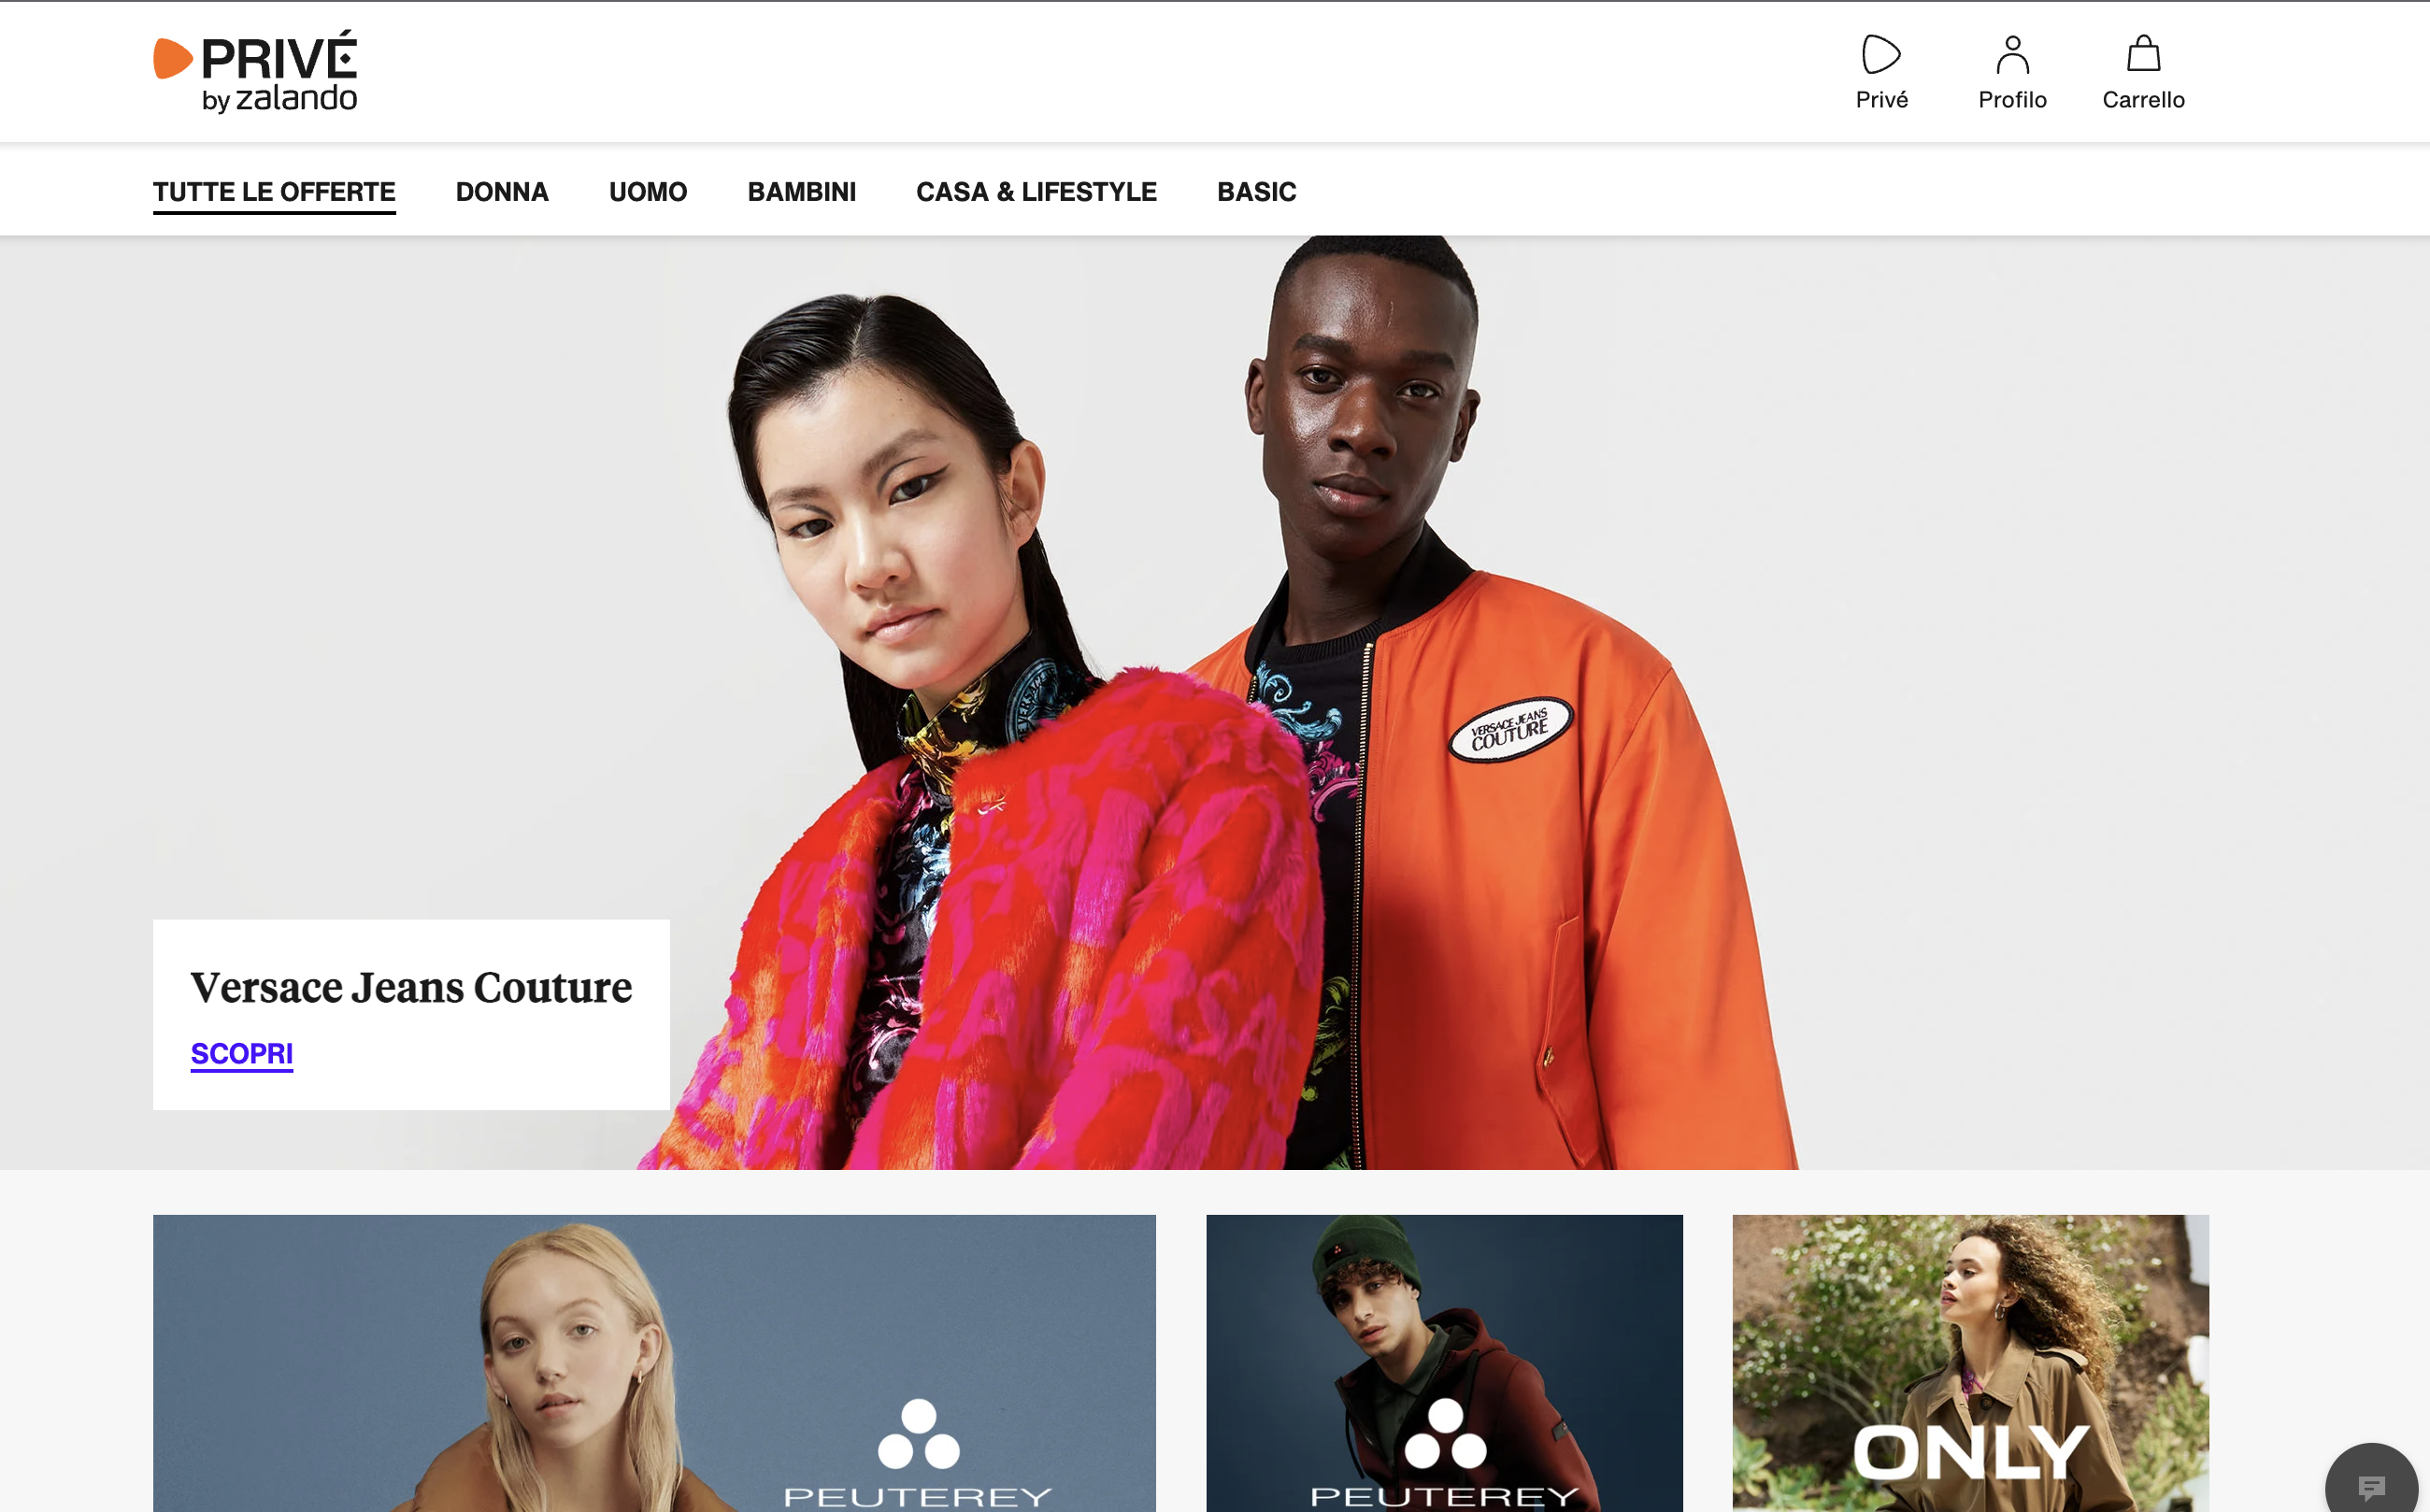 PRIVÉ
by zalando
Privé
Profilo
Carrello
TUTTE LE OFFERTE
DONNA
UOMO
BAMBINI
CASA & LIFESTYLE
BASIC
VERSACE JEANS
COUTURE
Versace Jeans Couture
SCOPRI
PEUTEREY
PEUTEREY
ONLY